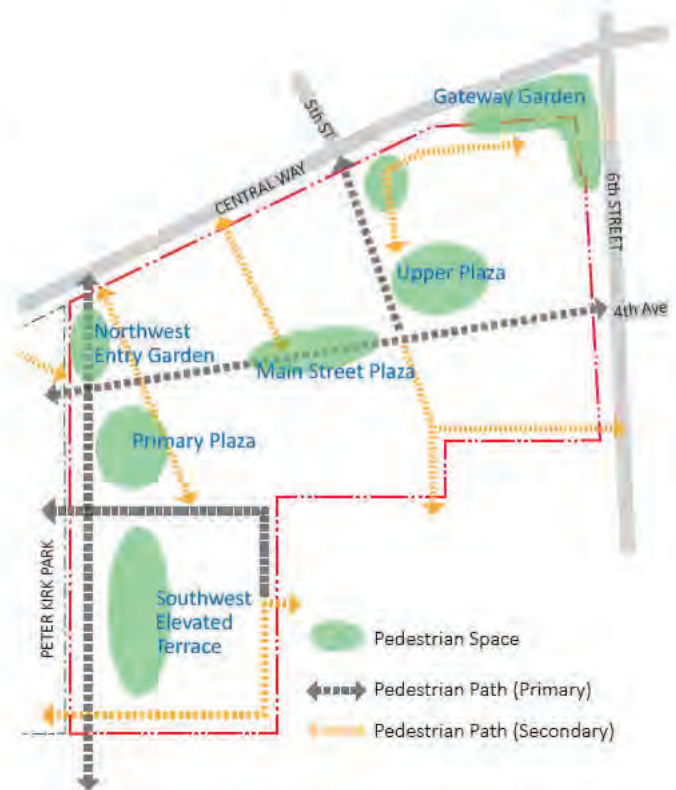 Gateway Garden
5th ST
CENTRAL WAY
6th STREET
Upper Plaza
4th Ave
Northwest
Entry Garden
Main Street Plaza
Primary Plaza
PETER KIRK PARK
Southwest
Elevated
Terrace
Pedestrian Space
Pedestrian Path (Primary)
Pedestrian Path (Secondary)